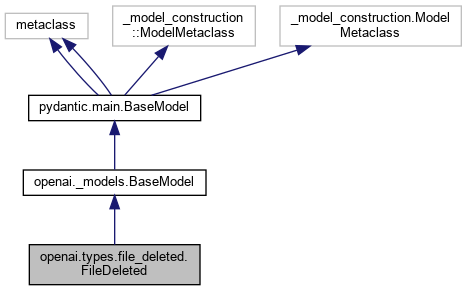 metaclass
_model_construction
::ModelMetaclass
_model_construction.Model
Metaclass
pydantic.main.BaseModel
openai._models.BaseModel
openai.types.file_deleted.
FileDeleted